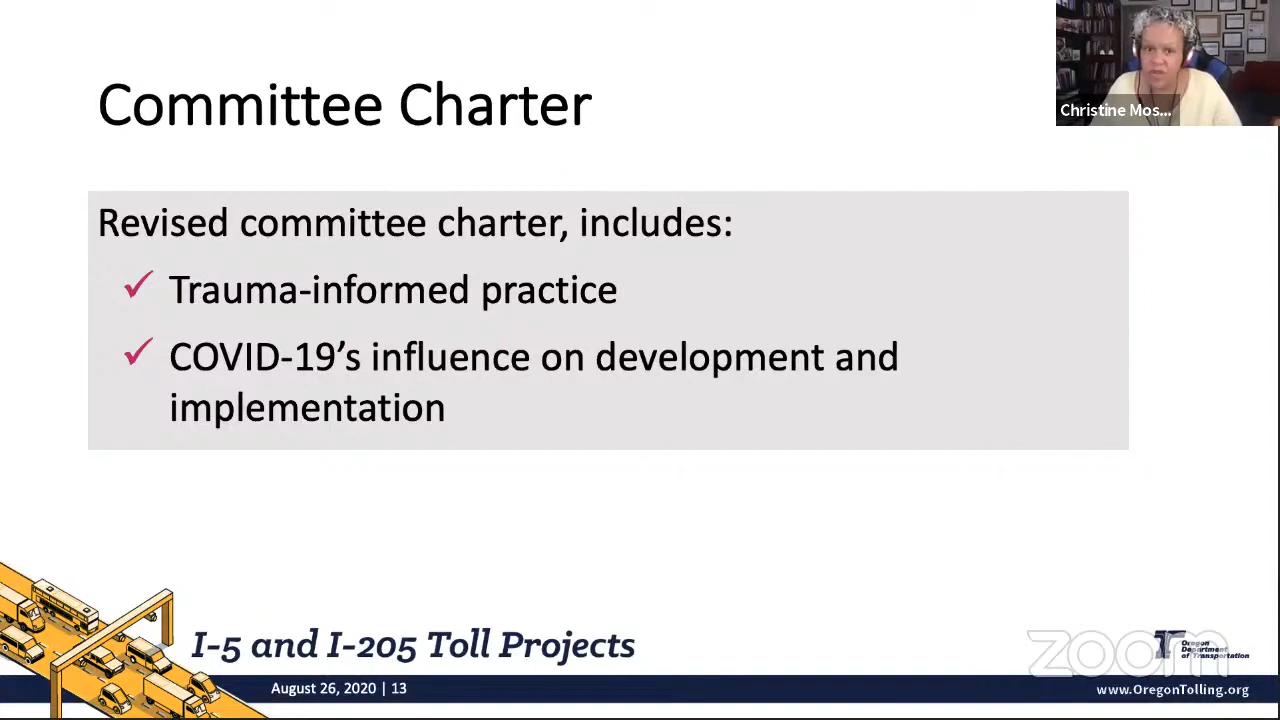 Committee Charter
Christine Mos...
Revised committee charter, includes:
✓ Trauma-informed practice
✓ COVID-19’s influence on development and
implementation
I-5 and I-205 Toll Projects
zoom
Oregon
Department
of Transportation
August 26, 2020 | 13
www.OregonTolling.org